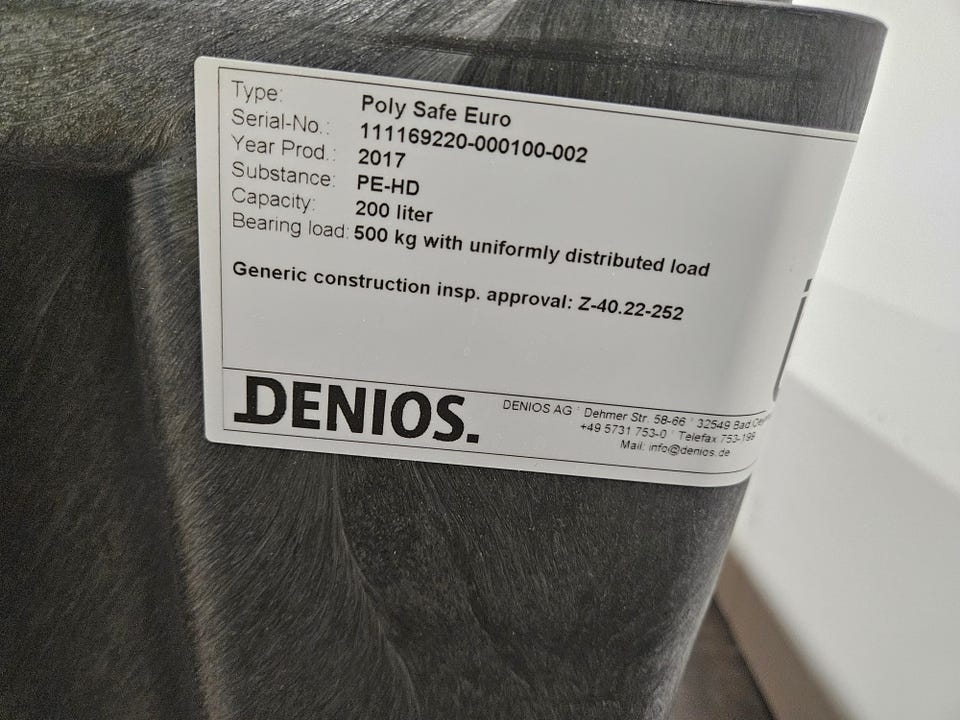 Type: Poly Safe Euro
Serial-No.: 111169220-000100-002
Year Prod.: 2017
Substance: PE-HD
Capacity: 200 liter
Bearing load: 500 kg with uniformly distributed load
Generic construction insp. approval: Z-40.22-252
DENIOS.
DENIOS AG · Dehmer Str. 58-66 · 32549 Bad
+49 5731 753-0 · Telefax 753-199
Mail: info@denios.de